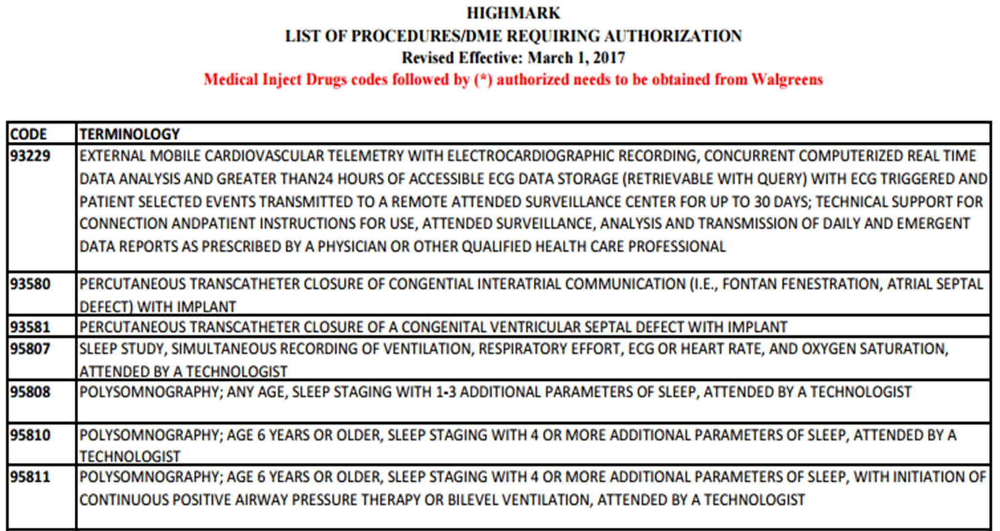 HIGHMARK
LIST OF PROCEDURES/DME REQUIRING AUTHORIZATION
Revised Effective: March 1, 2017
Medical Inject Drugs codes followed by (*) authorized needs to be obtained from Walgreens
CODE TERMINOLOGY
93229 EXTERNAL MOBILE CARDIOVASCULAR TELEMETRY WITH ELECTROCARDIOGRAPHIC RECORDING, CONCURRENT COMPUTERIZED REAL TIME
DATA ANALYSIS AND GREATER THAN24 HOURS OF ACCESSIBLE ECG DATA STORAGE (RETRIEVABLE WITH QUERY) WITH ECG TRIGGERED AND
PATIENT SELECTED EVENTS TRANSMITTED TO A REMOTE ATTENDED SURVEILLANCE CENTER FOR UP TO 30 DAYS; TECHNICAL SUPPORT FOR
CONNECTION ANDPATIENT INSTRUCTIONS FOR USE, ATTENDED SURVEILLANCE, ANALYSIS AND TRANSMISSION OF DAILY AND EMERGENT
DATA REPORTS AS PRESCRIBED BY A PHYSICIAN OR OTHER QUALIFIED HEALTH CARE PROFESSIONAL
93580 PERCUTANEOUS TRANSCATHETER CLOSURE OF CONGENTIAL INTERATRIAL COMMUNICATION (I.E., FONTAN FENESTRATION, ATRIAL SEPTAL
DEFECT) WITH IMPLANT
93581 PERCUTANEOUS TRANSCATHETER CLOSURE OF A CONGENITAL VENTRICULAR SEPTAL DEFECT WITH IMPLANT
95807 SLEEP STUDY, SIMULTANEOUS RECORDING OF VENTILATION, RESPIRATORY EFFORT, ECG OR HEART RATE, AND OXYGEN SATURATION,
ATTENDED BY A TECHNOLOGIST
95808 POLYSOMNOGRAPHY; ANY AGE, SLEEP STAGING WITH 1-3 ADDITIONAL PARAMETERS OF SLEEP, ATTENDED BY A TECHNOLOGIST
95810 POLYSOMNOGRAPHY; AGE 6 YEARS OR OLDER, SLEEP STAGING WITH 4 OR MORE ADDITIONAL PARAMETERS OF SLEEP, ATTENDED BY A
TECHNOLOGIST
95811 POLYSOMNOGRAPHY; AGE 6 YEARS OR OLDER, SLEEP STAGING WITH 4 OR MORE ADDITIONAL PARAMETERS OF SLEEP, WITH INITIATION OF
CONTINUOUS POSITIVE AIRWAY PRESSURE THERAPY OR BILEVEL VENTILATION, ATTENDED BY A TECHNOLOGIST